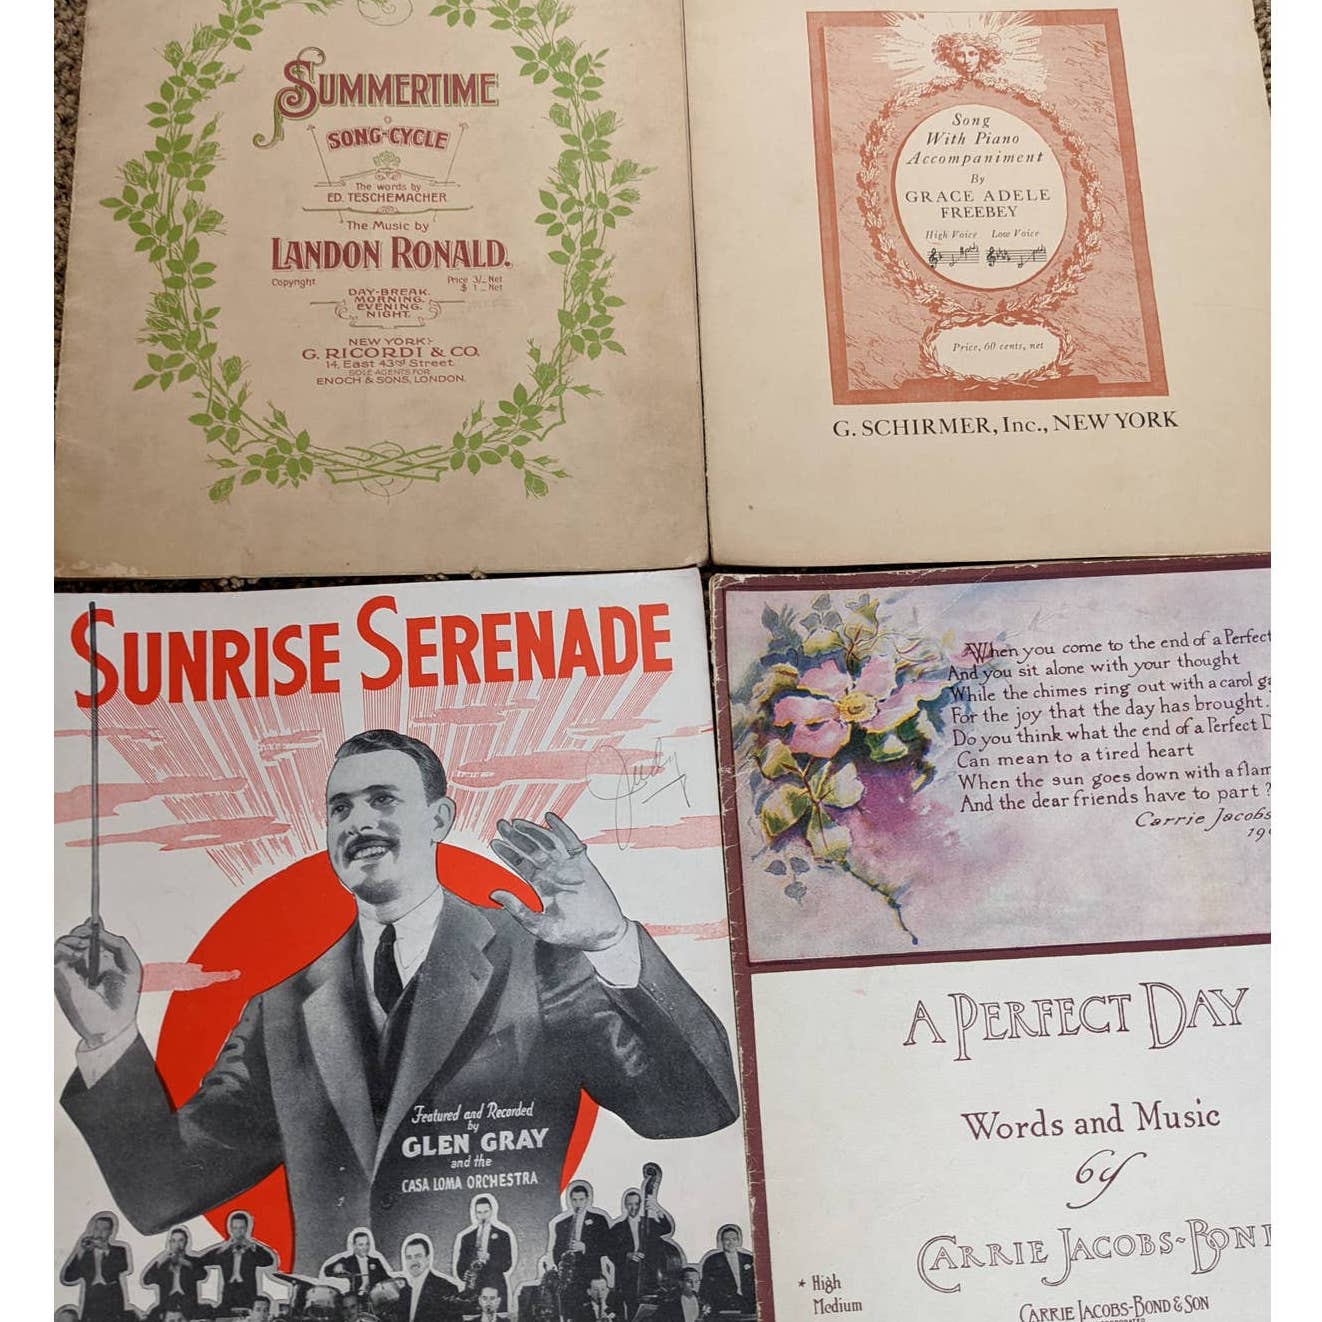 SUMMERTIME
SONG-CYCLE
The words by
ED. TESCHEMACHER
The Music by
LANDON RONALD.
Copyright
Price 3/- Net
$ 1 — Net
DAY-BREAK.
MORNING.
EVENING.
NIGHT.
NEW YORK:-
G. RICORDI & CO.
14, East 43rd Street.
SOLE AGENTS FOR
ENOCH & SONS, LONDON.
Song
With Piano
Accompaniment
By
GRACE ADELE
FREEBEY
High Voice Low Voice
Price, 60 cents, net
G. SCHIRMER, Inc., NEW YORK
SUNRISE SERENADE
Judy
Featured and Recorded
by
GLEN GRAY
and the
CASA LOMA ORCHESTRA
When you come to the end of a Perfect
And you sit alone with your thought
While the chimes ring out with a carol ga
For the joy that the day has brought.
Do you think what the end of a Perfect D
Can mean to a tired heart
When the sun goes down with a flam
And the dear friends have to part?
Carrie Jacobs
19
A PERFECT DAY
Words and Music
by
CARRIE JACOBS-BON
* High
Medium
CARRIE JACOBS-BOND & SON